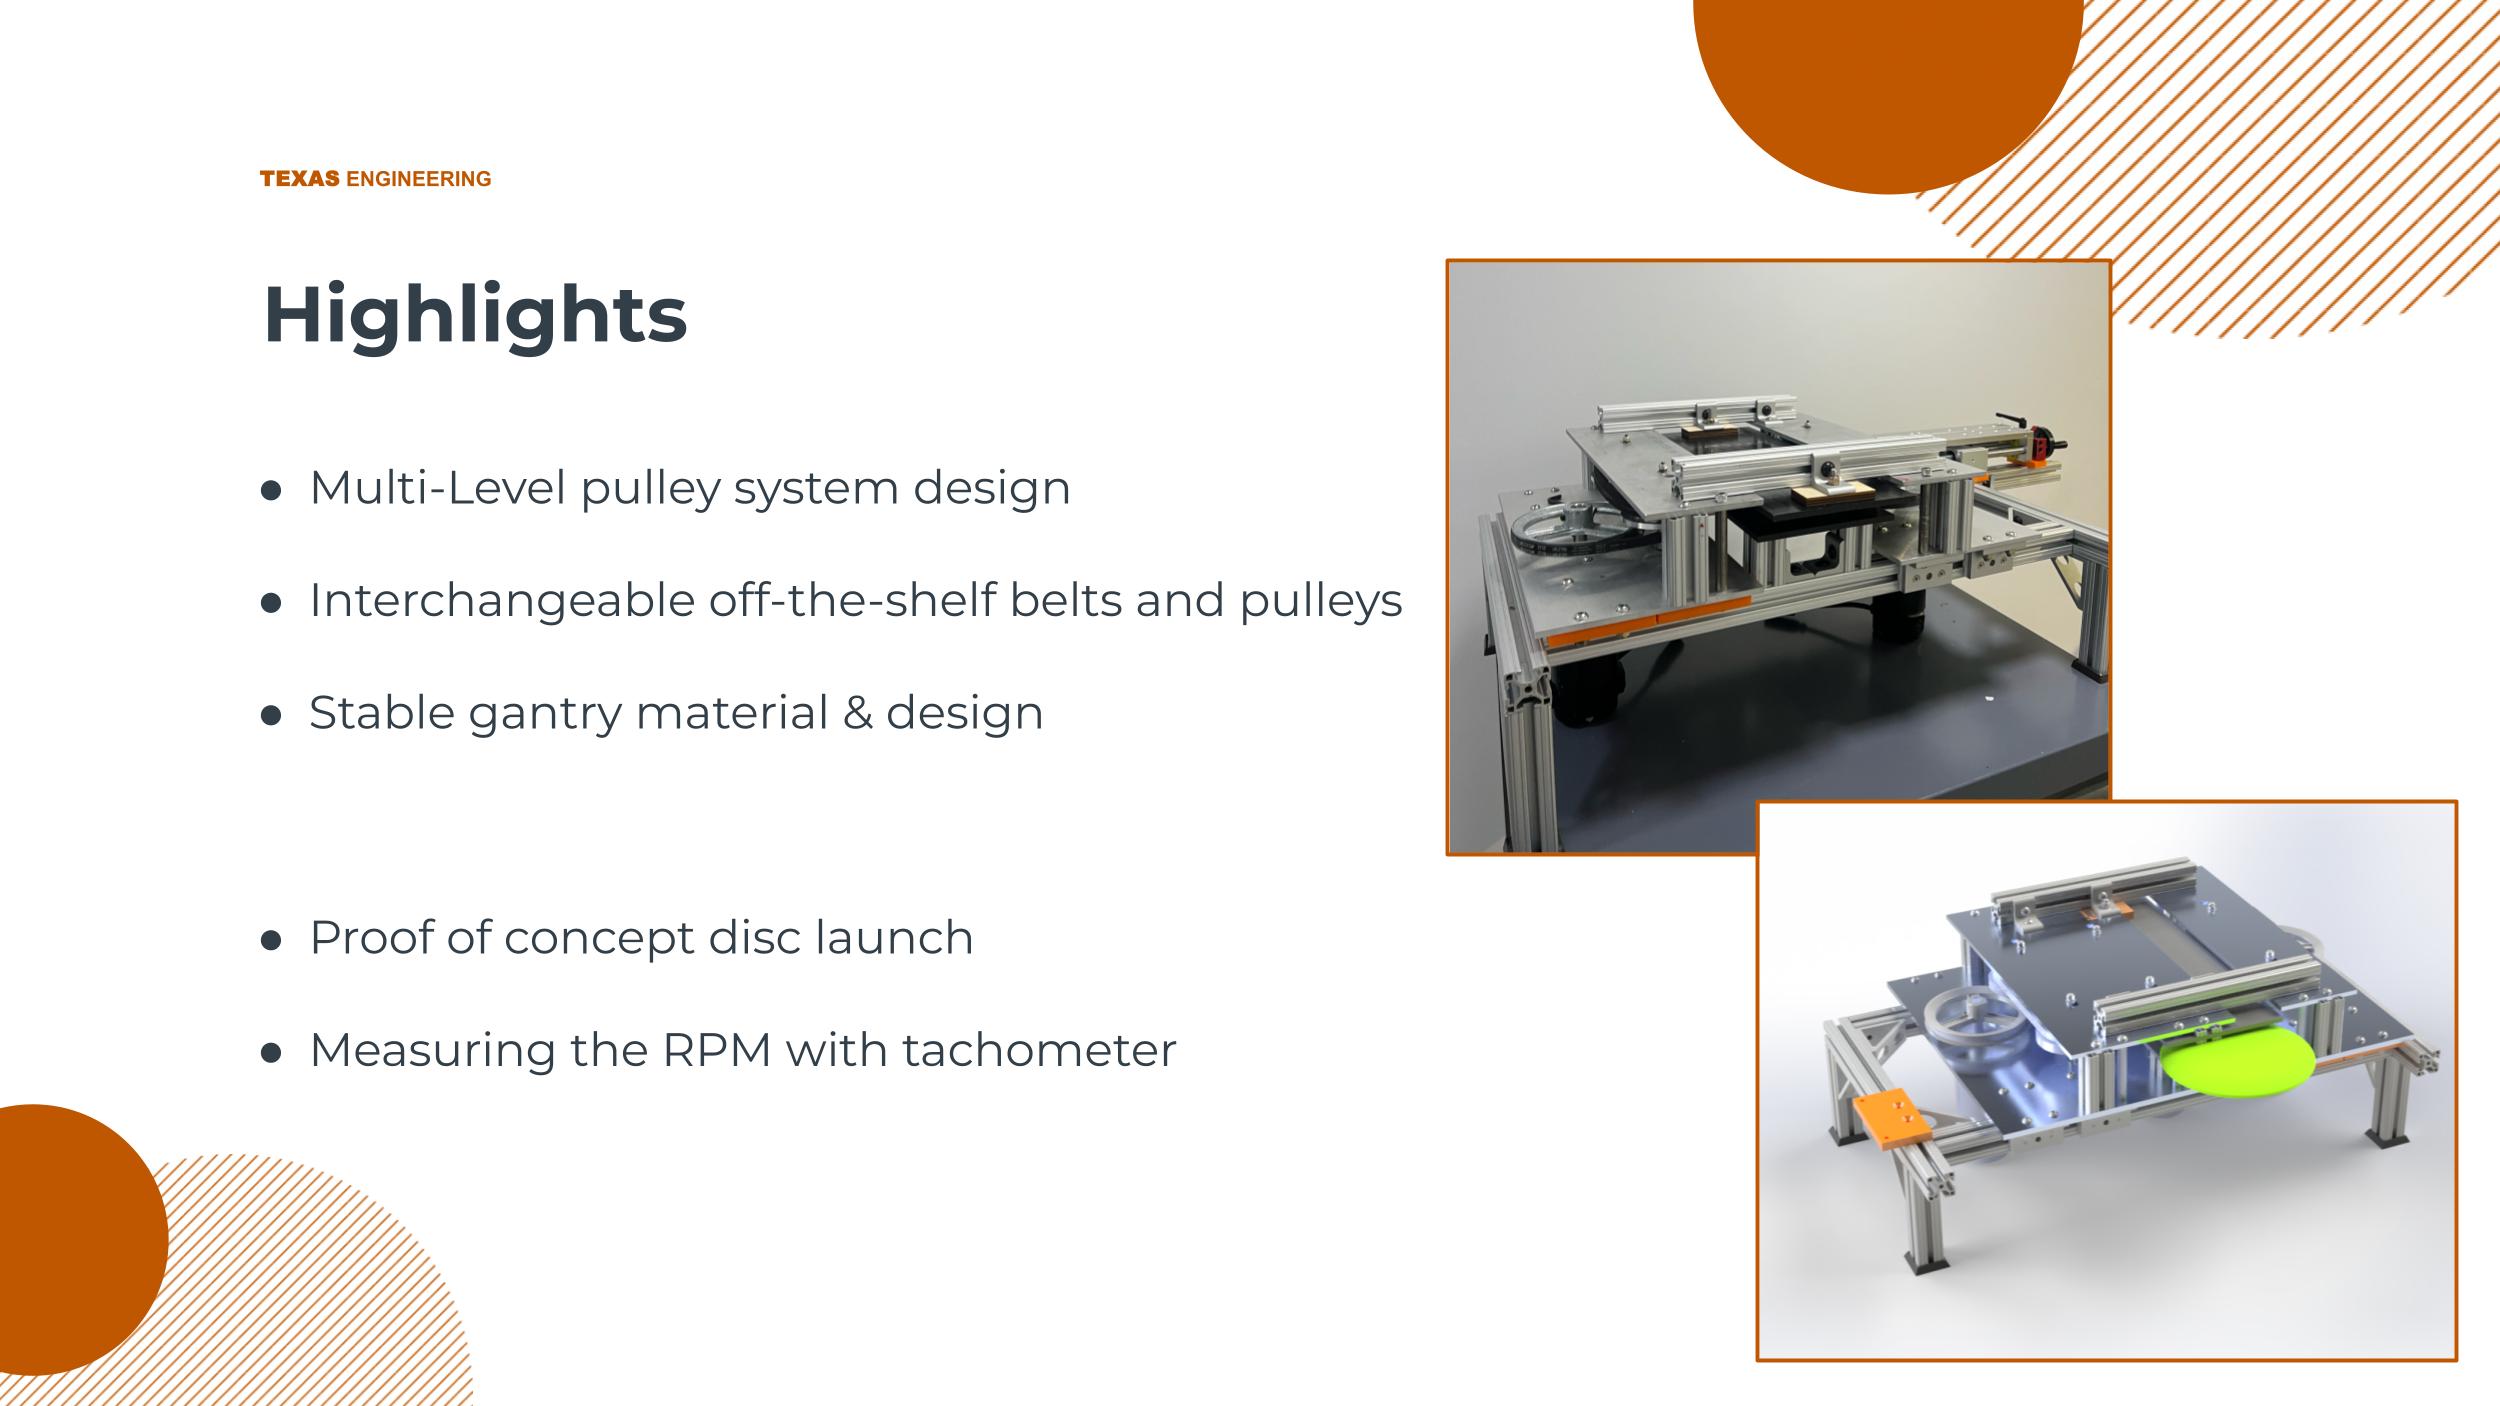 TEXAS ENGINEERING
Highlights
● Multi-Level pulley system design
● Interchangeable off-the-shelf belts and pulleys
● Stable gantry material & design
● Proof of concept disc launch
● Measuring the RPM with tachometer